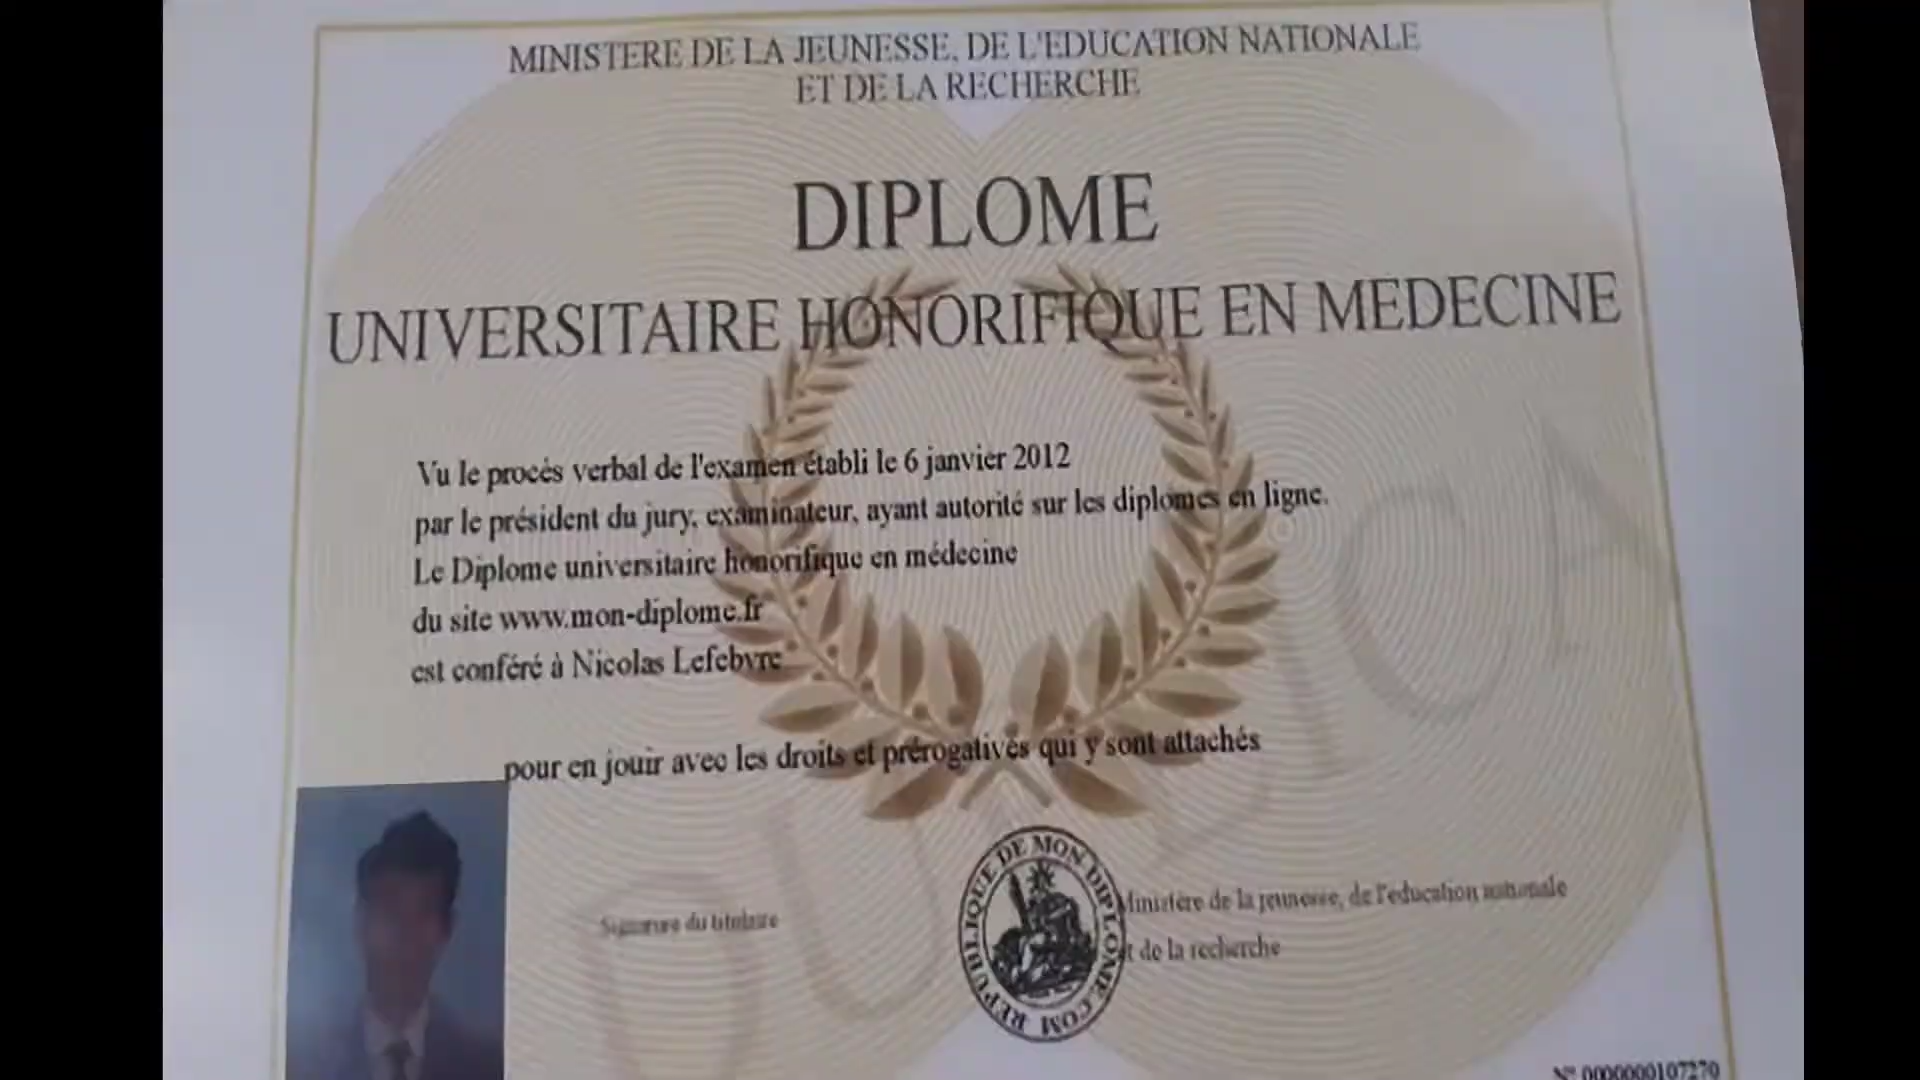 MINISTERE DE LA JEUNESSE, DE L'EDUCATION NATIONALE
ET DE LA RECHERCHE
DIPLOME
UNIVERSITAIRE HONORIFIQUE EN MEDECINE
Vu le procés verbal de l'examen établi le 6 janvier 2012
par le président du jury, examinateur, ayant autorité sur les diplomes en ligne.
Le Diplome universitaire honorifique en médecine
du site www.mon-diplome.fr
est conféré à Nicolas Lefebvre
pour en jouir avec les droits et prérogatives qui y sont attachés
Signature du titulaire
REPUBLIQUE DE MON DIPLOME.COM
Ministère de la jeunesse, de l'education nationale
et de la recherche
N° 0000000107270